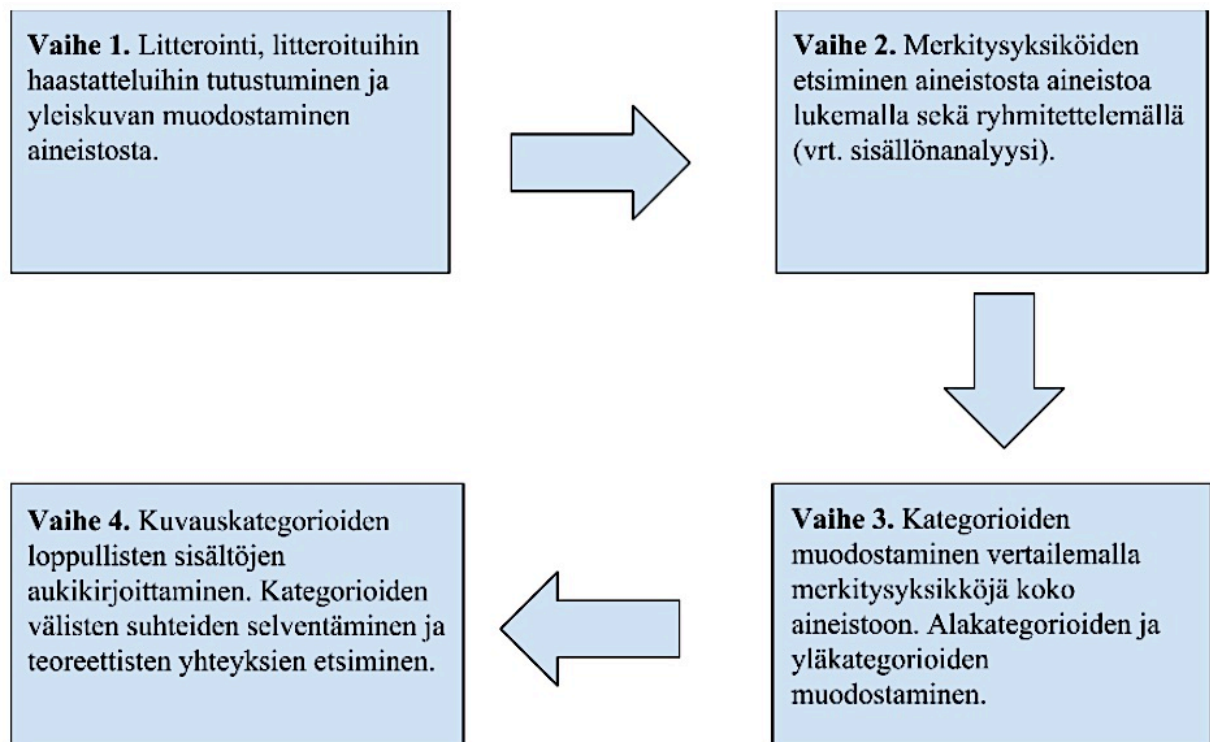 Vaihe 1. Litterointi, litteroituihin
haastatteluihin tutustuminen ja
yleiskuvan muodostaminen
aineistosta.
Vaihe 2. Merkitysyksiköiden
etsiminen aineistosta aineistoa
lukemalla sekä ryhmitettelemällä
(vrt. sisällönanalyysi).
Vaihe 3. Kategorioiden
muodostaminen vertailemalla
merkitysyksikköjä koko
aineistoon. Alakategorioiden ja
yläkategorioiden
muodostaminen.
Vaihe 4. Kuvauskategorioiden
loppullisten sisältöjen
aukikirjoittaminen. Kategorioiden
välisten suhteiden selventäminen ja
teoreettisten yhteyksien etsiminen.